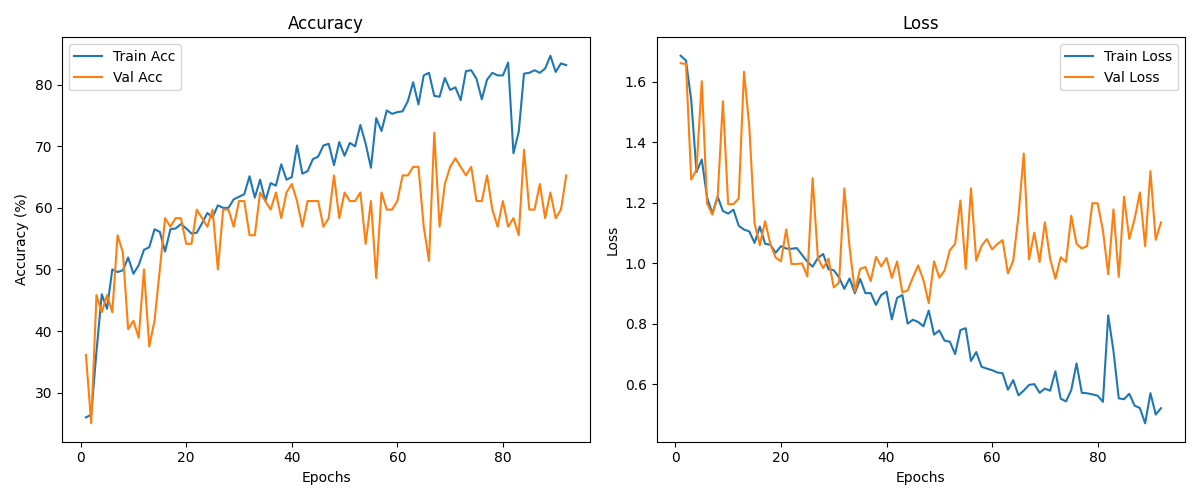 Accuracy
Train Acc
Val Acc
Accuracy (%)
80
70
60
50
40
30
0
20
40
60
80
Epochs
Loss
Train Loss
Val Loss
Loss
1.6
1.4
1.2
1.0
0.8
0.6
0
20
40
60
80
Epochs